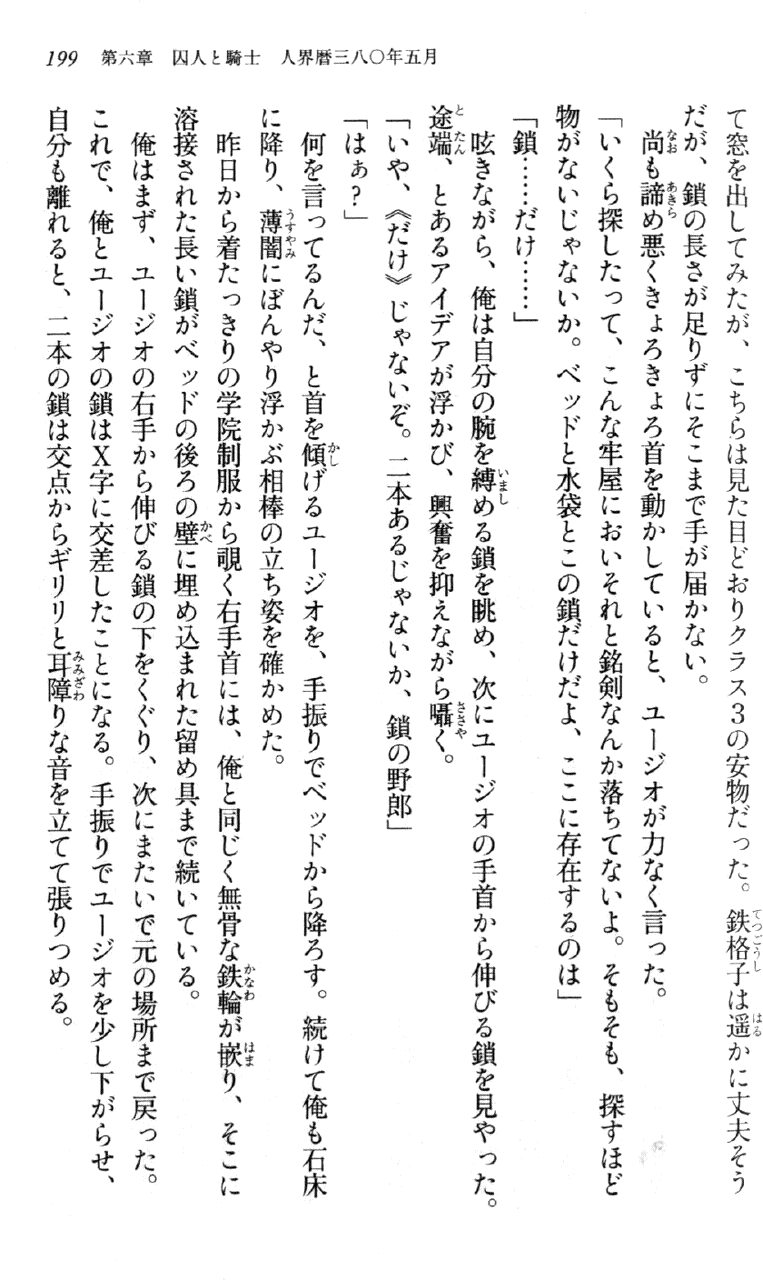 199　第六章　囚人と騎士　人界暦三八〇年五月
て窓を出してみたが、こちらは見た目どおりクラス3の安物だった。鉄格子は遥かに丈夫そう
だが、鎖の長さが足りずにそこまで手が届かない。
　尚も諦め悪くきょろきょろ首を動かしていると、ユージオが力なく言った。
「いくら探したって、こんな牢屋においそれと銘剣なんか落ちてないよ。そもそも、探すほど
物がないじゃないか。ベッドと水袋とこの鎖だけだよ、ここに存在するのは」
「鎖……だけ……」
　呟きながら、俺は自分の腕を縛める鎖を眺め、次にユージオの手首から伸びる鎖を見やった。
途端、とあるアイデアが浮かび、興奮を抑えながら囁く。
「いや、《だけ》じゃないぞ。二本あるじゃないか、鎖の野郎」
「はぁ？」
　何を言ってるんだ、と首を傾げるユージオを、手振りでベッドから降ろす。続けて俺も石床
に降り、薄闇にぼんやり浮かぶ相棒の立ち姿を確かめた。
　昨日から着たっきりの学院制服から覗く右手首には、俺と同じく無骨な鉄輪が嵌り、そこに
溶接された長い鎖がベッドの後ろの壁に埋め込まれた留め具まで続いている。
　俺はまず、ユージオの右手から伸びる鎖の下をくぐり、次にまたいで元の場所まで戻った。
これで、俺とユージオの鎖はX字に交差したことになる。手振りでユージオを少し下がらせ、
自分も離れると、二本の鎖は交点からギリリと耳障りな音を立てて張りつめる。